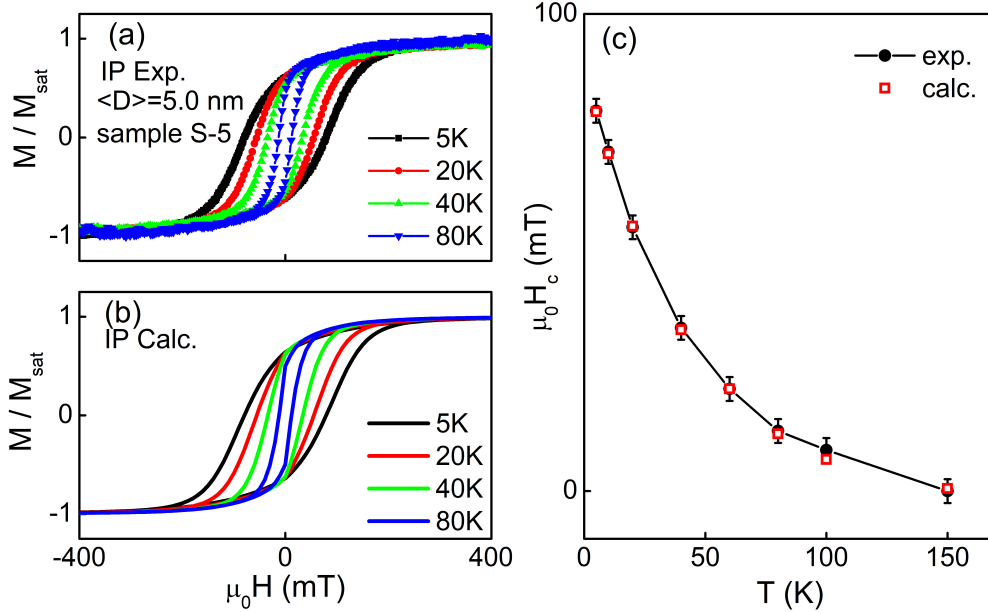 (a)
IP Exp.
<D>=5.0 nm
sample S-5
1
0
-1
M / M_sat
5K
20K
40K
80K
(b)
IP Calc.
1
0
-1
M / M_sat
5K
20K
40K
80K
-400
0
400
μ₀H (mT)
(c)
exp.
calc.
100
0
μ₀H_c (mT)
0
50
100
150
T (K)